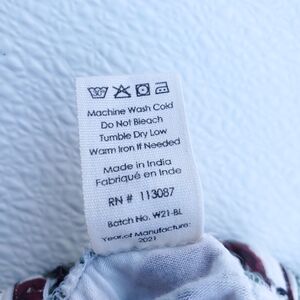 30°
Machine Wash Cold
Do Not Bleach
Tumble Dry Low
Warm Iron If Needed
Made in India
Fabriqué en Inde
RN # 113087
Batch No. W21-BL
Year of Manufacture:
2021